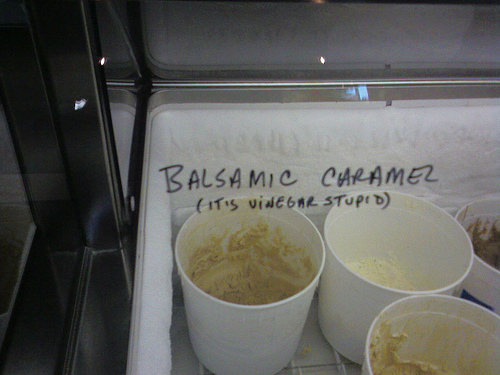 BALSAMIC CARAMEL
(IT'S VINEGAR STUPID)